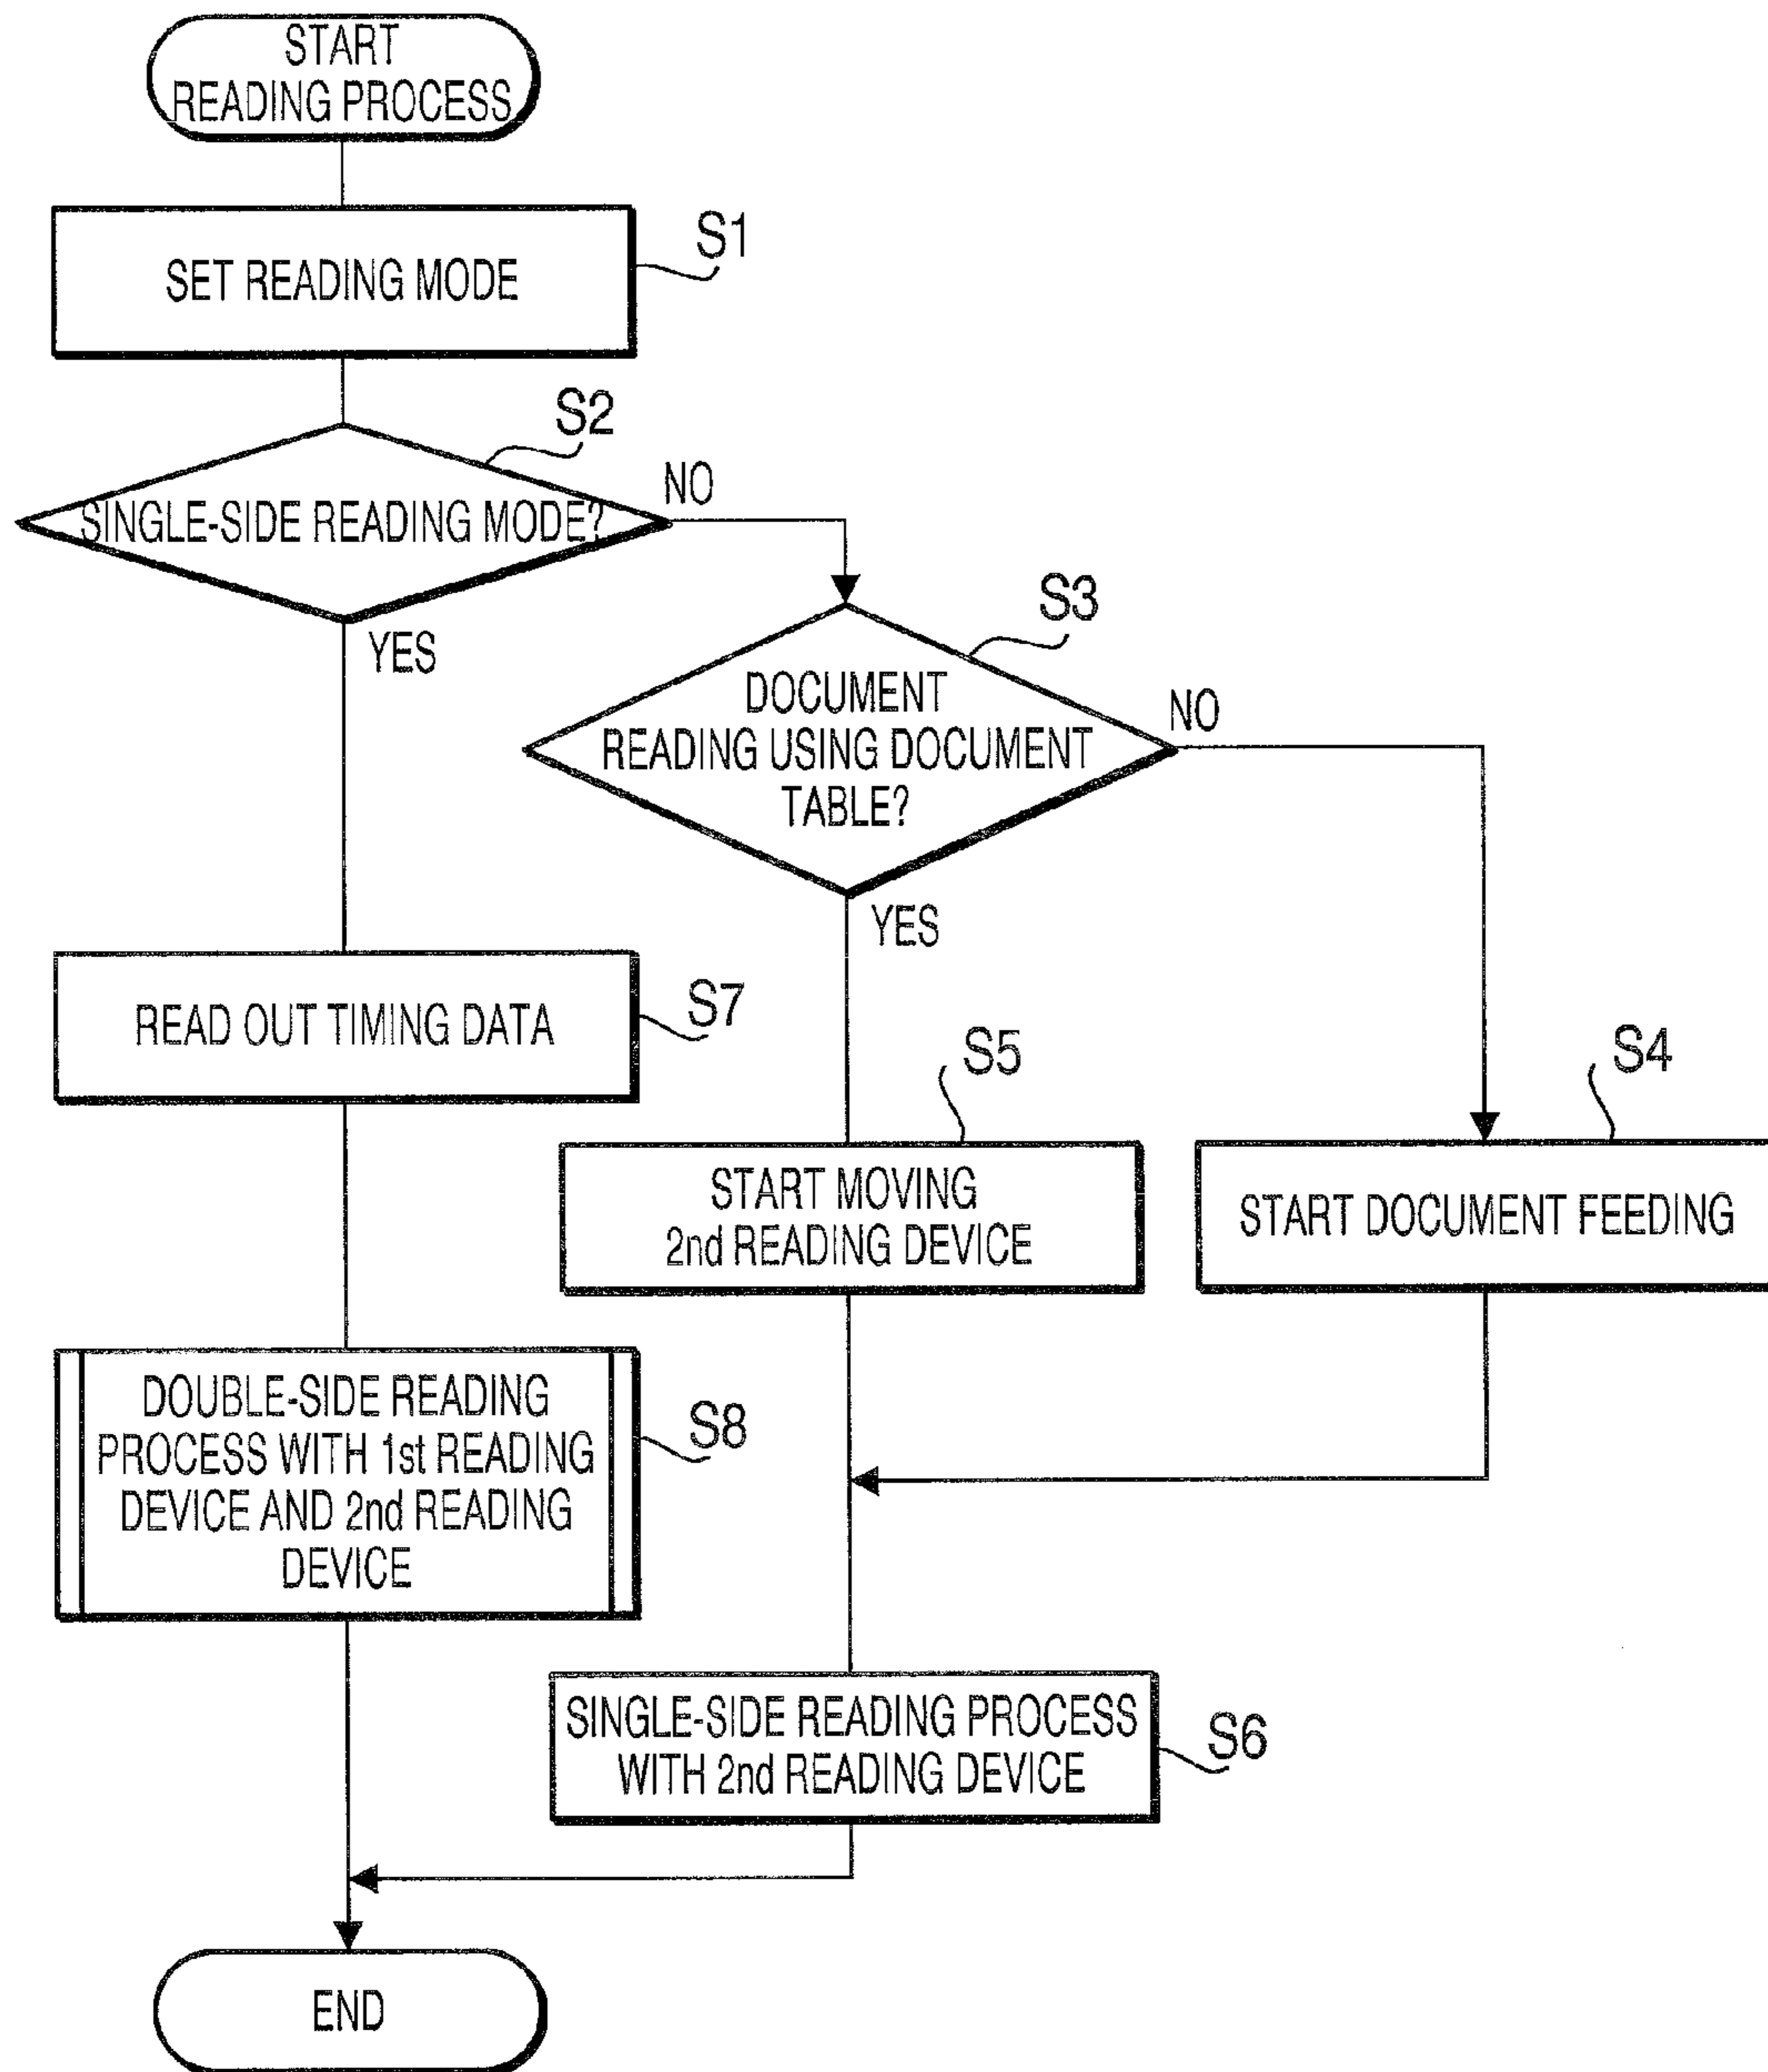 START
READING PROCESS
SET READING MODE
S1
S2
SINGLE-SIDE READING MODE?
NO
YES
S3
DOCUMENT
READING USING DOCUMENT
TABLE?
NO
YES
READ OUT TIMING DATA
S7
S5
START MOVING
2nd READING DEVICE
S4
START DOCUMENT FEEDING
DOUBLE-SIDE READING
PROCESS WITH 1st READING
DEVICE AND 2nd READING
DEVICE
S8
SINGLE-SIDE READING PROCESS
WITH 2nd READING DEVICE
S6
END